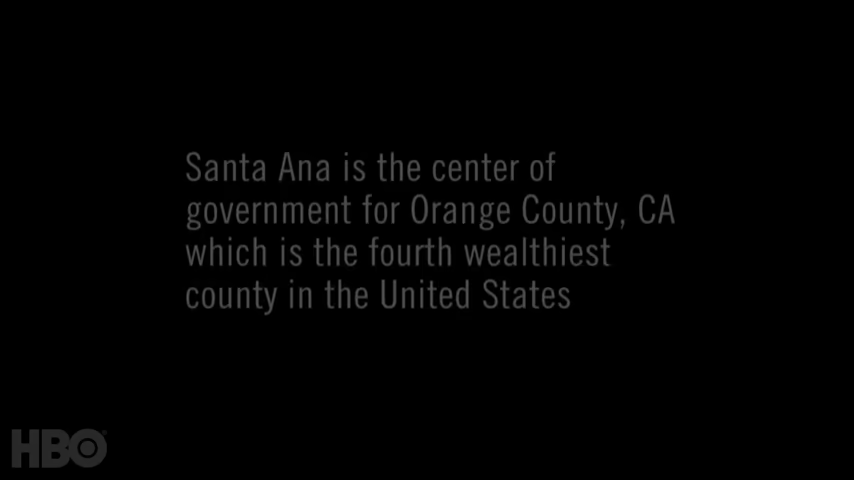 Santa Ana is the center of
government for Orange County, CA
which is the fourth wealthiest
county in the United States
HBO